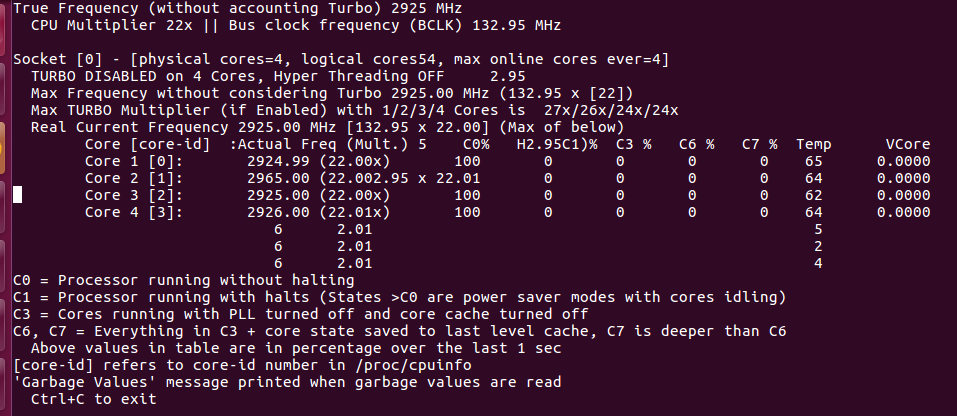 True Frequency (without accounting Turbo) 2925 MHz
  CPU Multiplier 22x || Bus clock frequency (BCLK) 132.95 MHz

Socket [0] - [physical cores=4, logical cores54, max online cores ever=4]
  TURBO DISABLED on 4 Cores, Hyper Threading OFF     2.95
  Max Frequency without considering Turbo 2925.00 MHz (132.95 x [22])
  Max TURBO Multiplier (if Enabled) with 1/2/3/4 Cores is  27x/26x/24x/24x
  Real Current Frequency 2925.00 MHz [132.95 x 22.00] (Max of below)
        Core [core-id]  :Actual Freq (Mult.) 5    C0%   H2.95C1)%  C3 %   C6 %   C7 %  Temp      VCore
        Core 1 [0]:       2924.99 (22.00x)       100       0       0       0       0    65      0.0000
        Core 2 [1]:       2965.00 (22.002.95 x 22.01       0       0       0       0    64      0.0000
        Core 3 [2]:       2925.00 (22.00x)       100       0       0       0       0    62      0.0000
        Core 4 [3]:       2926.00 (22.01x)       100       0       0       0       0    64      0.0000
                             6      2.01                                                 5
                             6      2.01                                                 2
                             6      2.01                                                 4
C0 = Processor running without halting
C1 = Processor running with halts (States >C0 are power saver modes with cores idling)
C3 = Cores running with PLL turned off and core cache turned off
C6, C7 = Everything in C3 + core state saved to last level cache, C7 is deeper than C6
  Above values in table are in percentage over the last 1 sec
[core-id] refers to core-id number in /proc/cpuinfo
'Garbage Values' message printed when garbage values are read
  Ctrl+C to exit